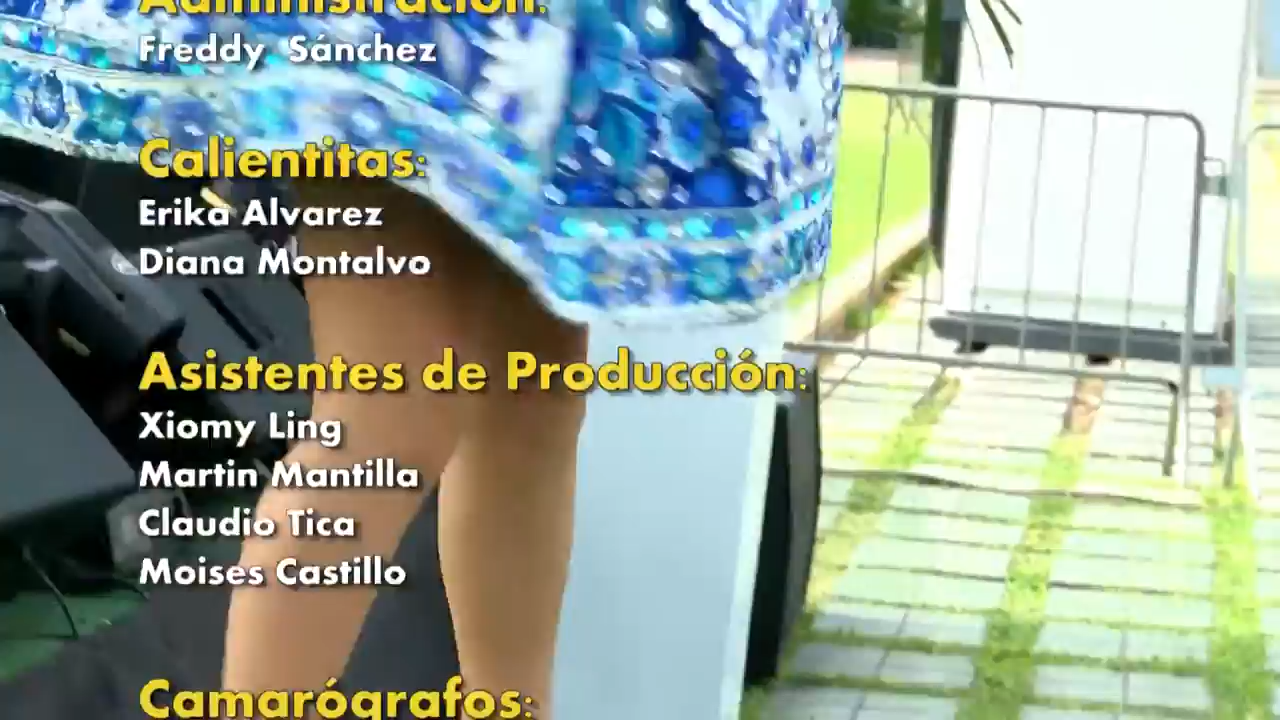 Administración:
Freddy Sánchez
Calientitas:
Erika Alvarez
Diana Montalvo
Asistentes de Producción:
Xiomy Ling
Martin Mantilla
Claudio Tica
Moises Castillo
Camarógrafos: